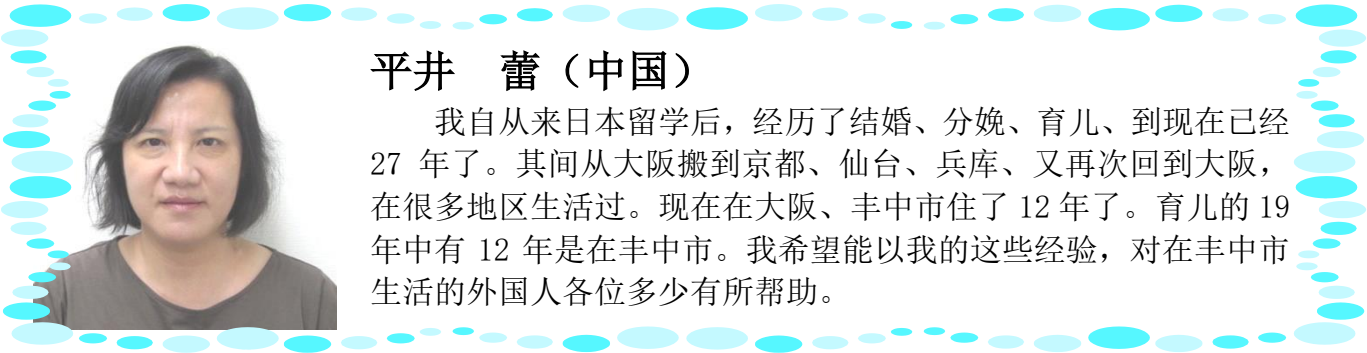 平井　蕾（中国）
我自从来日本留学后，经历了结婚、分娩、育儿、到现在已经
27 年了。其间从大阪搬到京都、仙台、兵库、又再次回到大阪，
在很多地区生活过。现在在大阪、丰中市住了 12 年了。育儿的 19
年中有 12 年是在丰中市。我希望能以我的这些经验，对在丰中市
生活的外国人各位多少有所帮助。